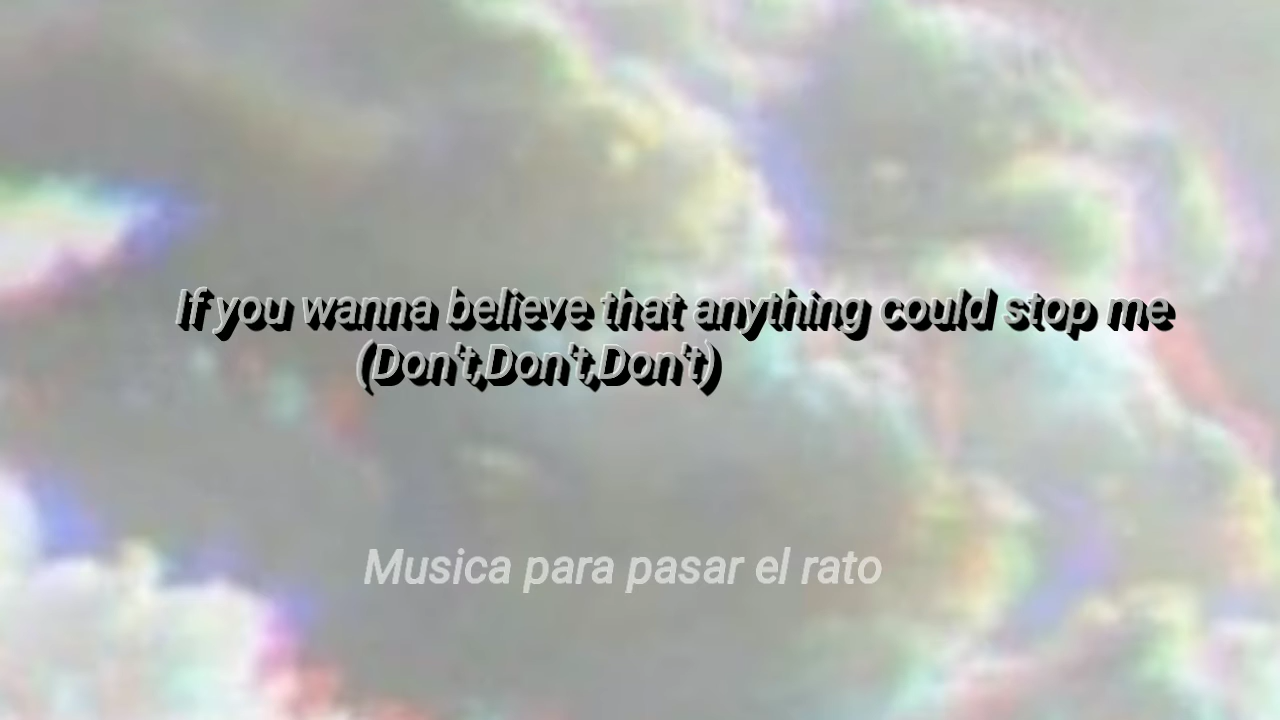 If you wanna believe that anything could stop me
(Don't,Don't,Don't)
Musica para pasar el rato